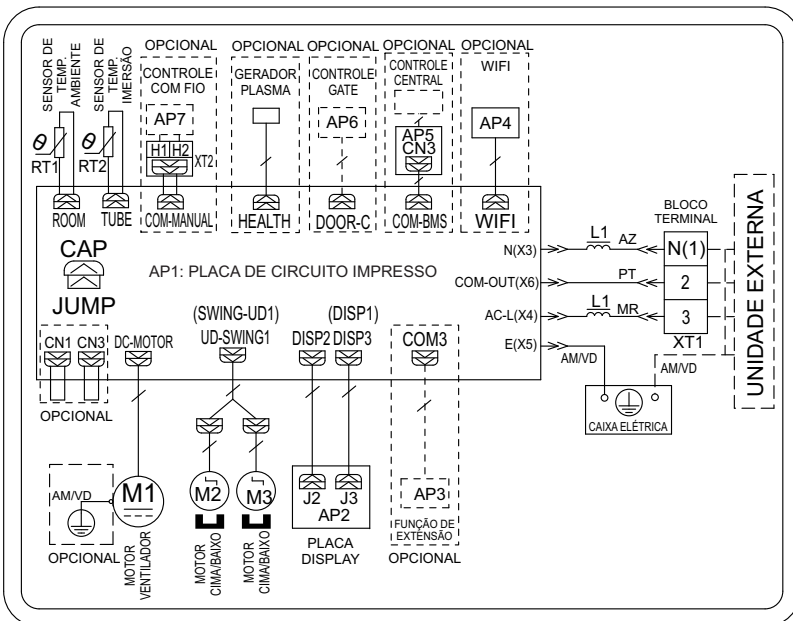 SENSOR DE
TEMP.
AMBIENTE
SENSOR DE
TEMP.
IMERSÃO
OPCIONAL
OPCIONAL
OPCIONAL
OPCIONAL
OPCIONAL
CONTROLE
COM FIO
GERADOR
PLASMA
CONTROLE
GATE
CONTROLE
CENTRAL
WIFI
AP7
AP6
AP5
CN3
AP4
θ
RT1
θ
RT2
H1 H2
XT2
ROOM
TUBE
COM-MANUAL
HEALTH
DOOR-C
COM-BMS
WIFI
CAP
JUMP
AP1: PLACA DE CIRCUITO IMPRESSO
BLOCO
TERMINAL
N(X3)
L1
AZ
N(1)
COM-OUT(X6)
PT
2
AC-L(X4)
L1
MR
3
XT1
E(X5)
AM/VD
AM/VD
CAIXA ELÉTRICA
UNIDADE EXTERNA
CN1
CN3
OPCIONAL
DC-MOTOR
(SWING-UD1)
UD-SWING1
(DISP1)
DISP2
DISP3
COM3
AM/VD
OPCIONAL
M1
MOTOR
VENTILADOR
M2
MOTOR
CIMA/BAIXO
M3
MOTOR
CIMA/BAIXO
J2
J3
AP2
PLACA
DISPLAY
AP3
FUNÇÃO DE
EXTENSÃO
OPCIONAL